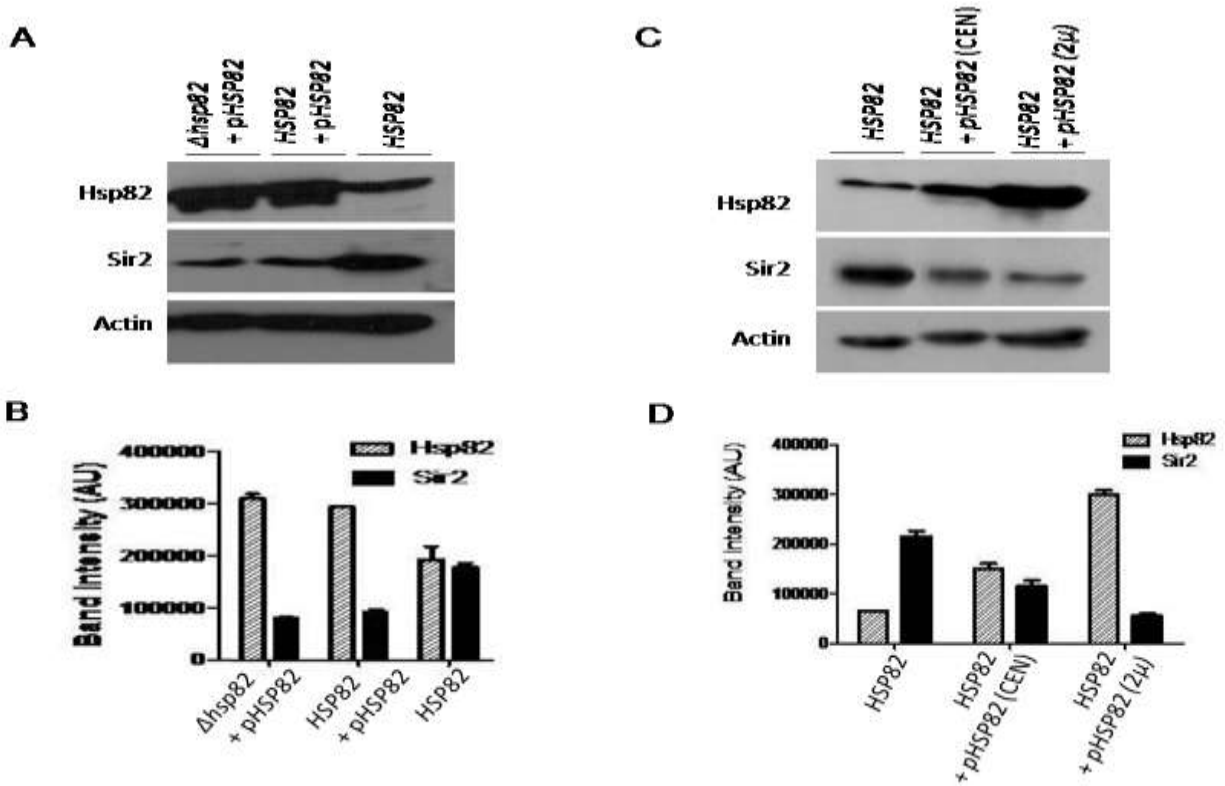 A
Δhsp82
+ pHSP82
HSP82
+ pHSP82
HSP82
Hsp82
Sir2
Actin
B
Band Intensity (AU)
400000
300000
200000
100000
0
Hsp82
Sir2
Δhsp82
+ pHSP82
HSP82
+ pHSP82
HSP82
C
HSP82
HSP82
+ pHSP82 (CEN)
HSP82
+ pHSP82 (2µ)
Hsp82
Sir2
Actin
D
Band Intensity (AU)
400000
300000
200000
100000
0
Hsp82
Sir2
HSP82
HSP82
+ pHSP82 (CEN)
HSP82
+ pHSP82 (2µ)